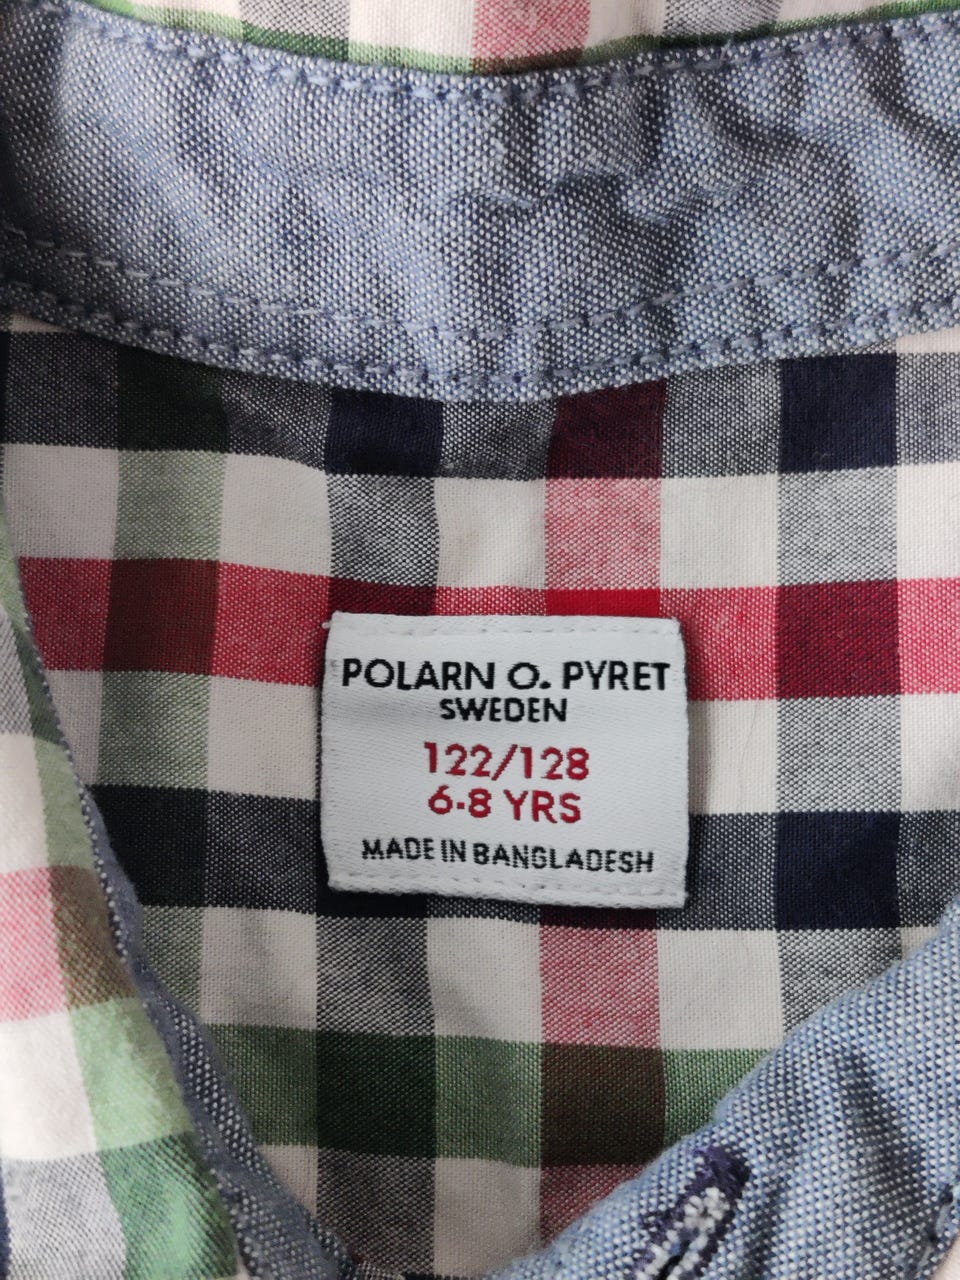 POLARN O. PYRET
SWEDEN
122/128
6-8 YRS
MADE IN BANGLADESH